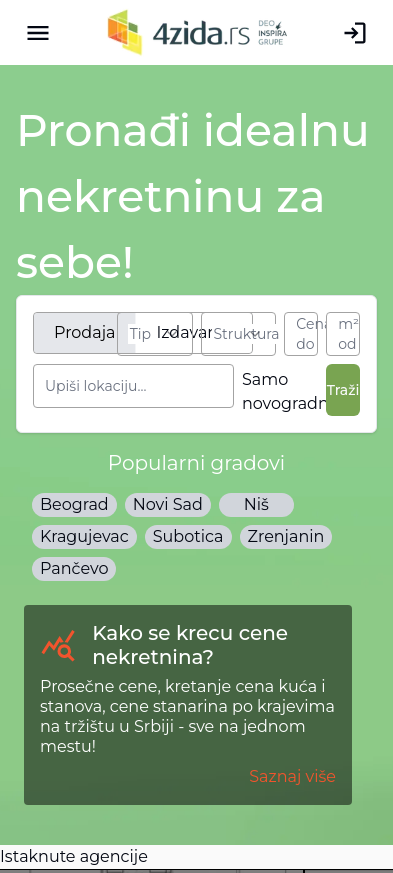 4zida.rs DEO INSPIRA GRUPE
Pronađi idealnu
nekretninu za
sebe!
Prodaja Tip Izdavan Struktura Cena do m² od
Upiši lokaciju... Samo novogradn Traži
Popularni gradovi
Beograd Novi Sad Niš
Kragujevac Subotica Zrenjanin
Pančevo
Kako se krecu cene
nekretnina?
Prosečne cene, kretanje cena kuća i
stanova, cene stanarina po krajevima
na tržištu u Srbiji - sve na jednom
mestu!
Saznaj više
Istaknute agencije